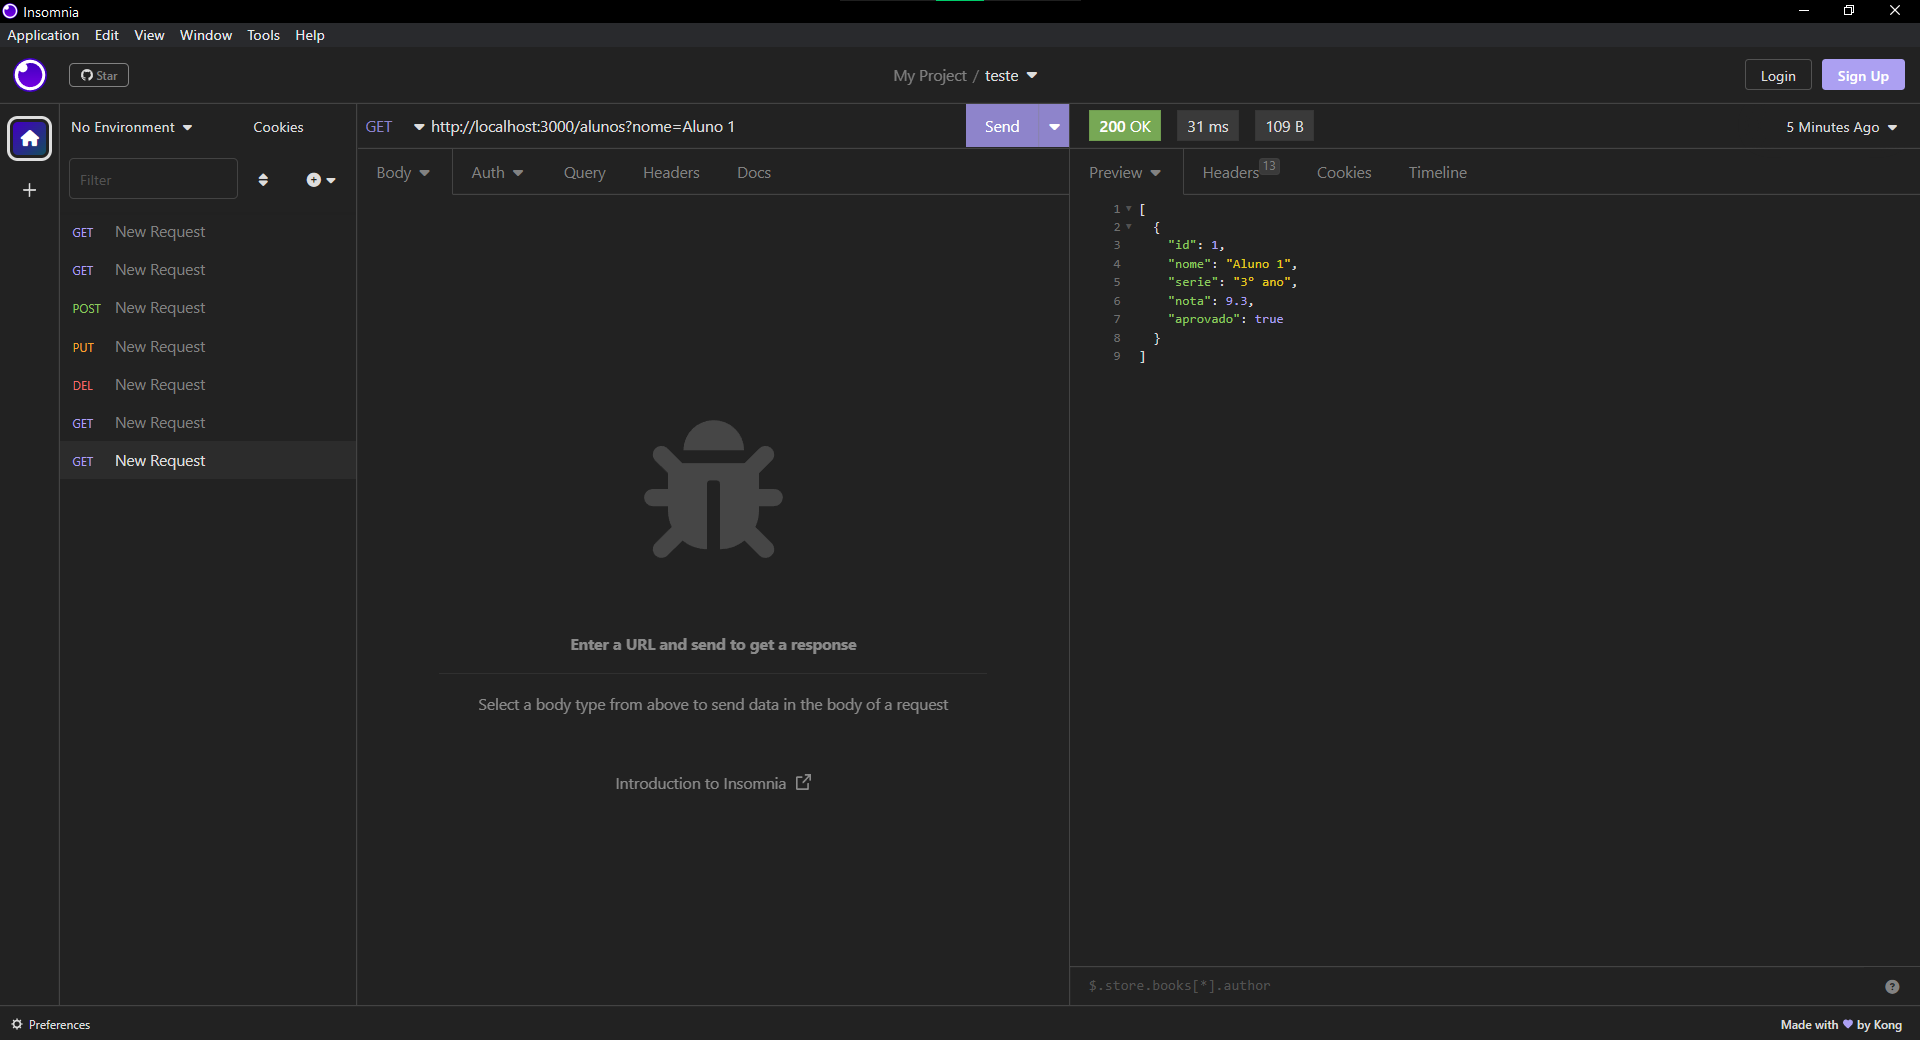 Insomnia
Application Edit View Window Tools Help
Star
My Project / teste
Login
Sign Up
No Environment
Cookies
Filter
GET New Request
GET New Request
POST New Request
PUT New Request
DEL New Request
GET New Request
GET New Request
GET http://localhost:3000/alunos?nome=Aluno 1
Send
Body Auth Query Headers Docs
Enter a URL and send to get a response
Select a body type from above to send data in the body of a request
Introduction to Insomnia
200 OK 31 ms 109 B
5 Minutes Ago
Preview Headers 13 Cookies Timeline
1 [
2 {
3 "id": 1,
4 "nome": "Aluno 1",
5 "serie": "3º ano",
6 "nota": 9.3,
7 "aprovado": true
8 }
9 ]
$.store.books[*].author
?
Preferences
Made with ♥ by Kong